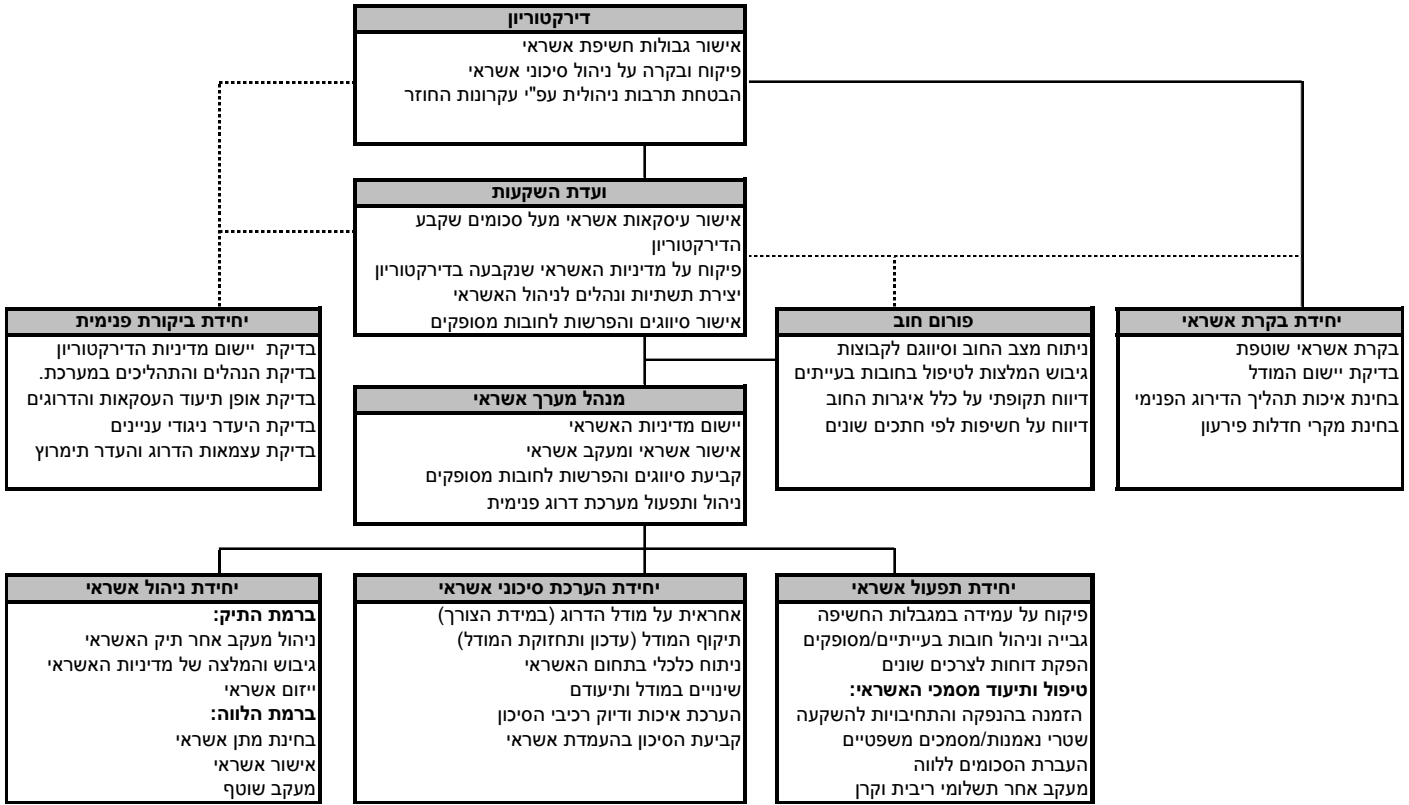 דירקטוריון
אישור גבולות חשיפת אשראי
פיקוח ובקרה על ניהול סיכוני אשראי
הבטחת תרבות ניהולית עפ"י עקרונות החוזר
ועדת השקעות
אישור עיסקאות אשראי מעל סכומים שקבע
הדירקטוריון
פיקוח על מדיניות האשראי שנקבעה בדירקטוריון
יצירת תשתיות ונהלים לניהול האשראי
אישור סיווגים והפרשות לחובות מסופקים
יחידת בקרת אשראי
בקרת אשראי שוטפת
בדיקת יישום המודל
בחינת איכות תהליך הדירוג הפנימי
בחינת מקרי חדלות פירעון
פורום חוב
ניתוח מצב החוב וסיווגם לקבוצות
גיבוש המלצות לטיפול בחובות בעייתים
דיווח תקופתי על כלל איגרות החוב
דיווח על חשיפות לפי חתכים שונים
יחידת ביקורת פנימית
בדיקת יישום מדיניות הדירקטוריון
בדיקת הנהלים והתהליכים במערכת.
בדיקת אופן תיעוד העסקאות והדרוגים
בדיקת היעדר ניגודי עניינים
בדיקת עצמאות הדרוג והעדר תימרוץ
מנהל מערך אשראי
יישום מדיניות האשראי
אישור אשראי ומעקב אשראי
קביעת סיווגים והפרשות לחובות מסופקים
ניהול ותפעול מערכת דרוג פנימית
יחידת תפעול אשראי
פיקוח על עמידה במגבלות החשיפה
גבייה וניהול חובות בעייתיים/מסופקים
הפקת דוחות לצרכים שונים
טיפול ותיעוד מסמכי האשראי:
הזמנה בהנפקה והתחיבויות להשקעה
שטרי נאמנות/מסמכים משפטיים
העברת הסכומים ללווה
מעקב אחר תשלומי ריבית וקרן
יחידת הערכת סיכוני אשראי
אחראית על מודל הדרוג (במידת הצורך)
תיקוף המודל (עדכון ותחזוקת המודל)
ניתוח כלכלי בתחום האשראי
שינויים במודל ותיעודם
הערכת איכות ודיוק רכיבי הסיכון
קביעת הסיכון בהעמדת אשראי
יחידת ניהול אשראי
ברמת התיק:
ניהול מעקב אחר תיק האשראי
גיבוש והמלצה של מדיניות האשראי
ייזום אשראי
ברמת הלווה:
בחינת מתן אשראי
אישור אשראי
מעקב שוטף